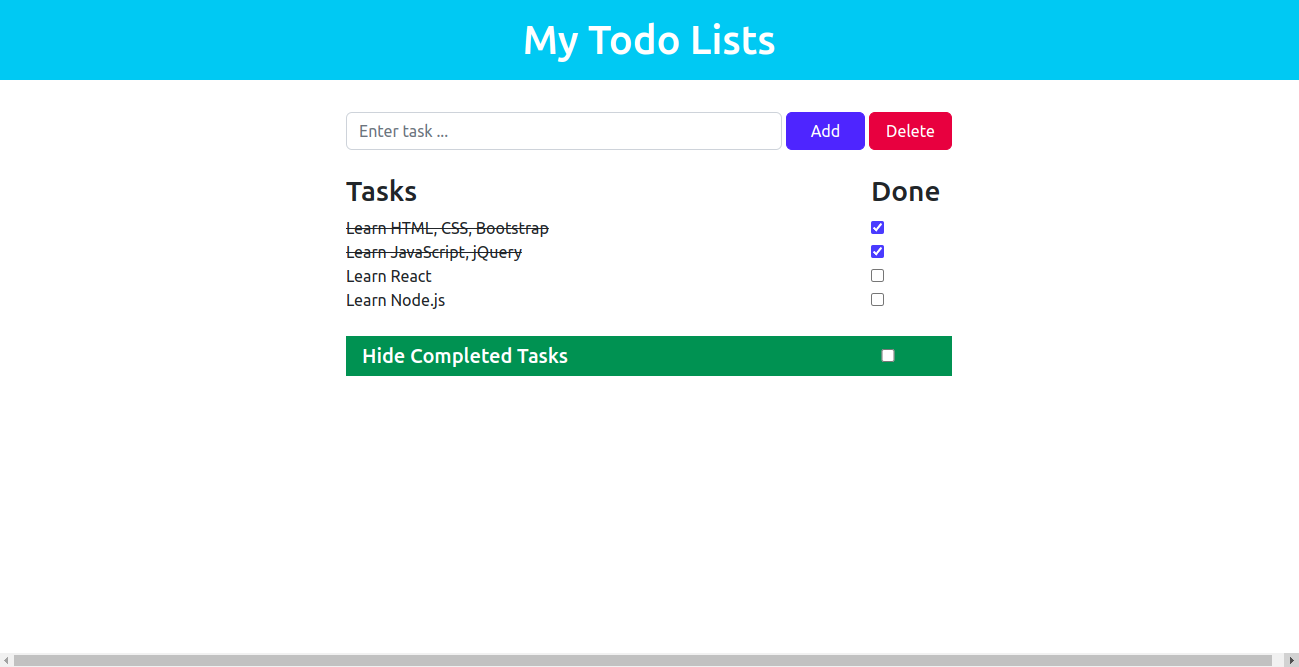 My Todo Lists
Enter task ... Add Delete
Tasks Done
Learn HTML, CSS, Bootstrap
Learn JavaScript, jQuery
Learn React
Learn Node.js
Hide Completed Tasks